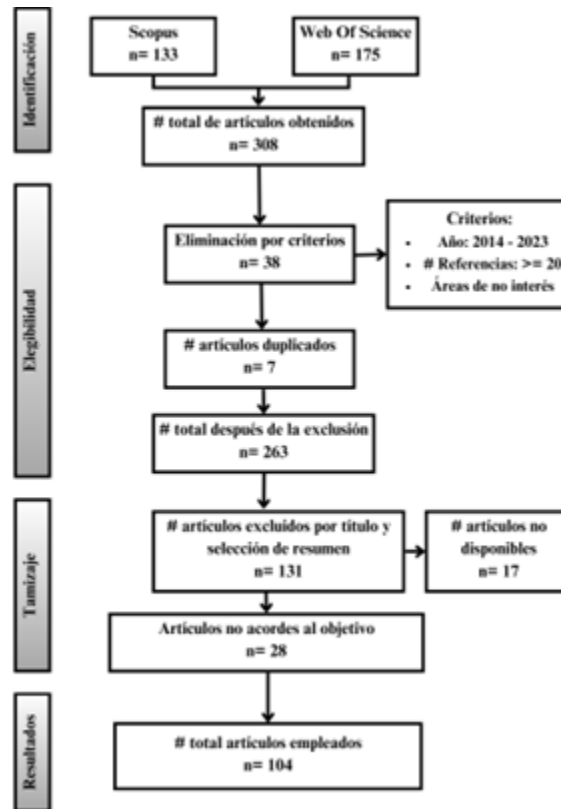 Identificación
Scopus
n= 133
Web Of Science
n= 175
# total de artículos obtenidos
n= 308
Elegibilidad
Eliminación por criterios
n= 38
Criterios:
• Año: 2014 - 2023
• # Referencias: >= 20
• Áreas de no interés
# artículos duplicados
n= 7
# total después de la exclusión
n= 263
Tamizaje
# artículos excluidos por título y
selección de resumen
n= 131
# artículos no
disponibles
n= 17
Artículos no acordes al objetivo
n= 28
Resultados
# total artículos empleados
n= 104